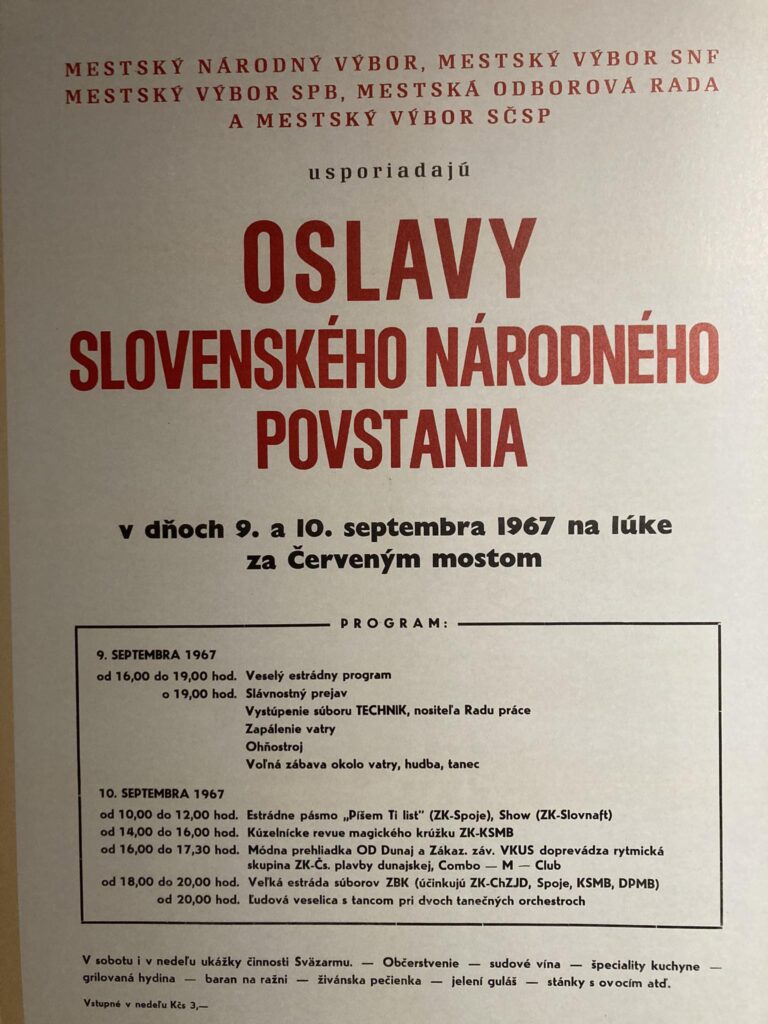 MESTSKÝ NÁRODNÝ VÝBOR, MESTSKÝ VÝBOR SNF
MESTSKÝ VÝBOR SPB, MESTSKÁ ODBOROVÁ RADA
A MESTSKÝ VÝBOR SČSP
usporiadajú
OSLAVY
SLOVENSKÉHO NÁRODNÉHO
POVSTANIA
v dňoch 9. a 10. septembra 1967 na lúke
za Červeným mostom
PROGRAM:
9. SEPTEMBRA 1967
od 16,00 do 19,00 hod. Veselý estrádny program
o 19,00 hod. Slávnostný prejav
Vystúpenie súboru TECHNIK, nositeľa Radu práce
Zapálenie vatry
Ohňostroj
Voľná zábava okolo vatry, hudba, tanec
10. SEPTEMBRA 1967
od 10,00 do 12,00 hod. Estrádne pásmo „Píšem Ti list" (ZK-Spoje), Show (ZK-Slovnaft)
od 14,00 do 16,00 hod. Kúzelnícke revue magického krúžku ZK-KSMB
od 16,00 do 17,30 hod. Módna prehliadka OD Dunaj a Zákaz. záv. VKUS doprevádza rytmická
skupina ZK-Čs. plavby dunajskej, Combo — M — Club
od 18,00 do 20,00 hod. Veľká estráda súborov ZBK (účinkujú ZK-ChZJD, Spoje, KSMB, DPMB)
od 20,00 hod. Ľudová veselica s tancom pri dvoch tanečných orchestroch
V sobotu i v nedeľu ukážky činnosti Sväzarmu. — Občerstvenie — sudové vína — špeciality kuchyne —
grilovaná hydina — baran na ražni — živánska pečienka — jelení guláš — stánky s ovocím atď.
Vstupné v nedeľu Kčs 3,—